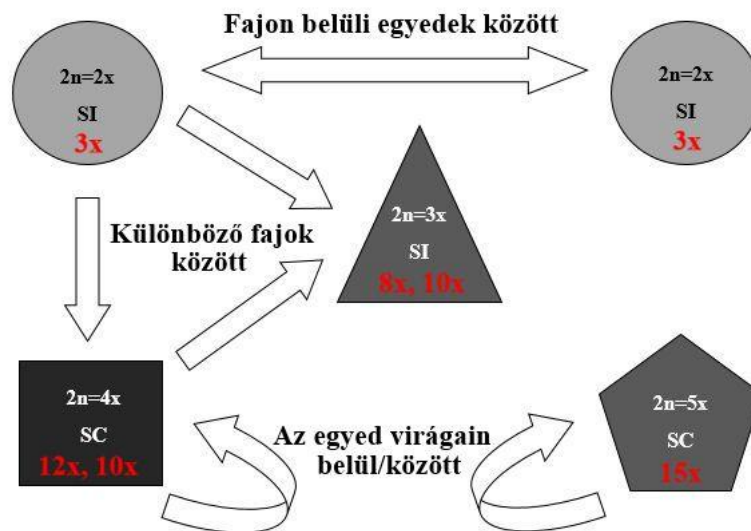 Fajon belüli egyedek között
2n=2x
SI
3x
2n=2x
SI
3x
Különböző fajok
között
2n=3x
SI
8x, 10x
2n=4x
SC
12x, 10x
Az egyed virágain
belül/között
2n=5x
SC
15x